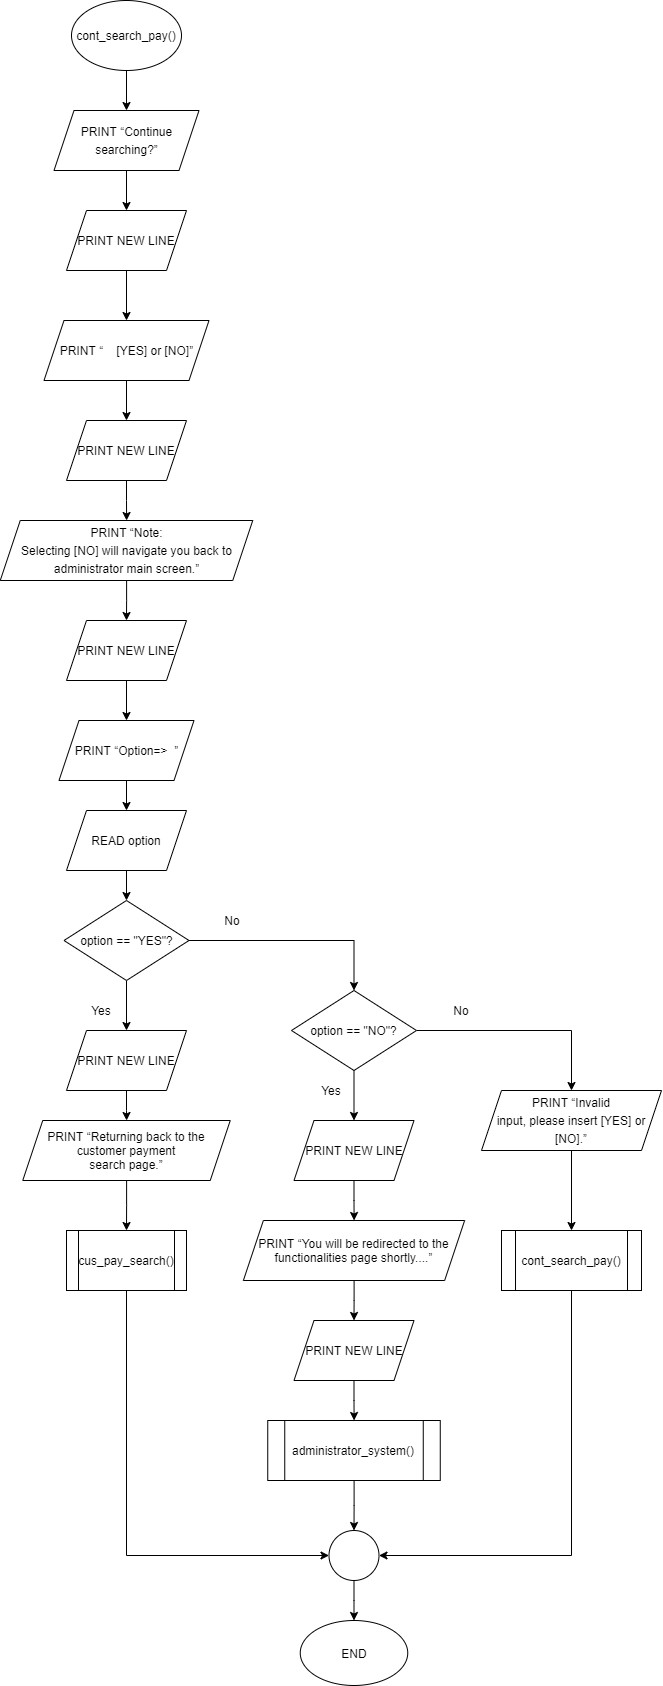 cont_search_pay()
PRINT “Continue
searching?”
PRINT NEW LINE
PRINT “    [YES] or [NO]”
PRINT NEW LINE
PRINT “Note:
Selecting [NO] will navigate you back to
administrator main screen.”
PRINT NEW LINE
PRINT “Option=>  ”
READ option
option == "YES"?
No
Yes
option == "NO"?
No
Yes
PRINT NEW LINE
PRINT “Returning back to the
customer payment
search page.”
cus_pay_search()
PRINT NEW LINE
PRINT “You will be redirected to the
functionalities page shortly....”
PRINT NEW LINE
administrator_system()
PRINT “Invalid
input, please insert [YES] or
[NO].”
cont_search_pay()
END